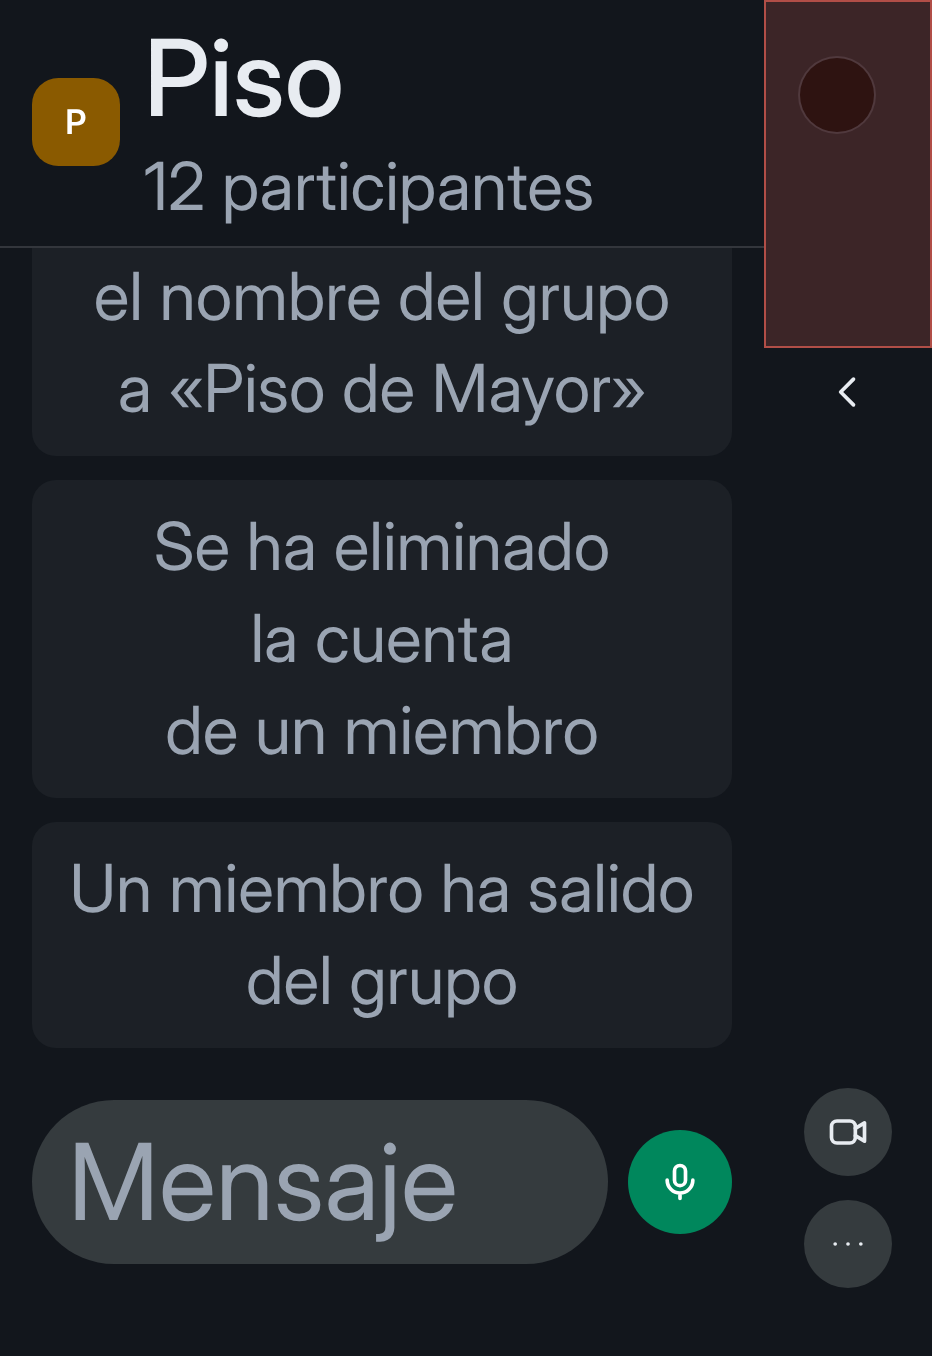 P
Piso
12 participantes
el nombre del grupo
a «Piso de Mayor»
Se ha eliminado
la cuenta
de un miembro
Un miembro ha salido
del grupo
Mensaje